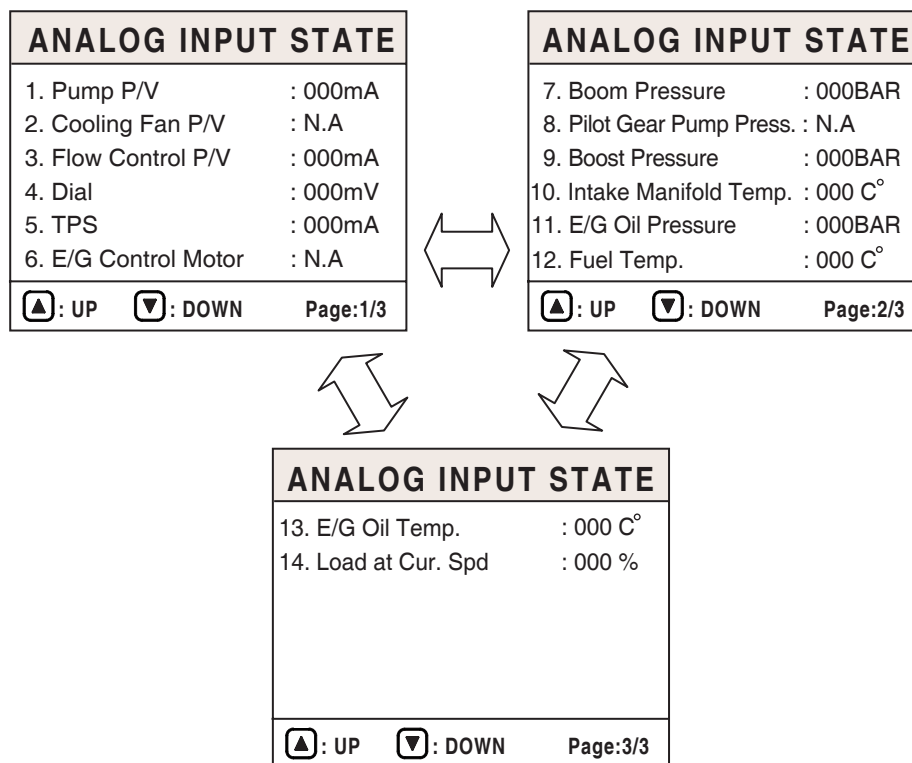 ANALOG INPUT STATE
1. Pump P/V : 000mA
2. Cooling Fan P/V : N.A
3. Flow Control P/V : 000mA
4. Dial : 000mV
5. TPS : 000mA
6. E/G Control Motor : N.A
▲: UP ▼: DOWN Page:1/3
ANALOG INPUT STATE
7. Boom Pressure : 000BAR
8. Pilot Gear Pump Press. : N.A
9. Boost Pressure : 000BAR
10. Intake Manifold Temp. : 000 C°
11. E/G Oil Pressure : 000BAR
12. Fuel Temp. : 000 C°
▲: UP ▼: DOWN Page:2/3
ANALOG INPUT STATE
13. E/G Oil Temp. : 000 C°
14. Load at Cur. Spd : 000 %
▲: UP ▼: DOWN Page:3/3